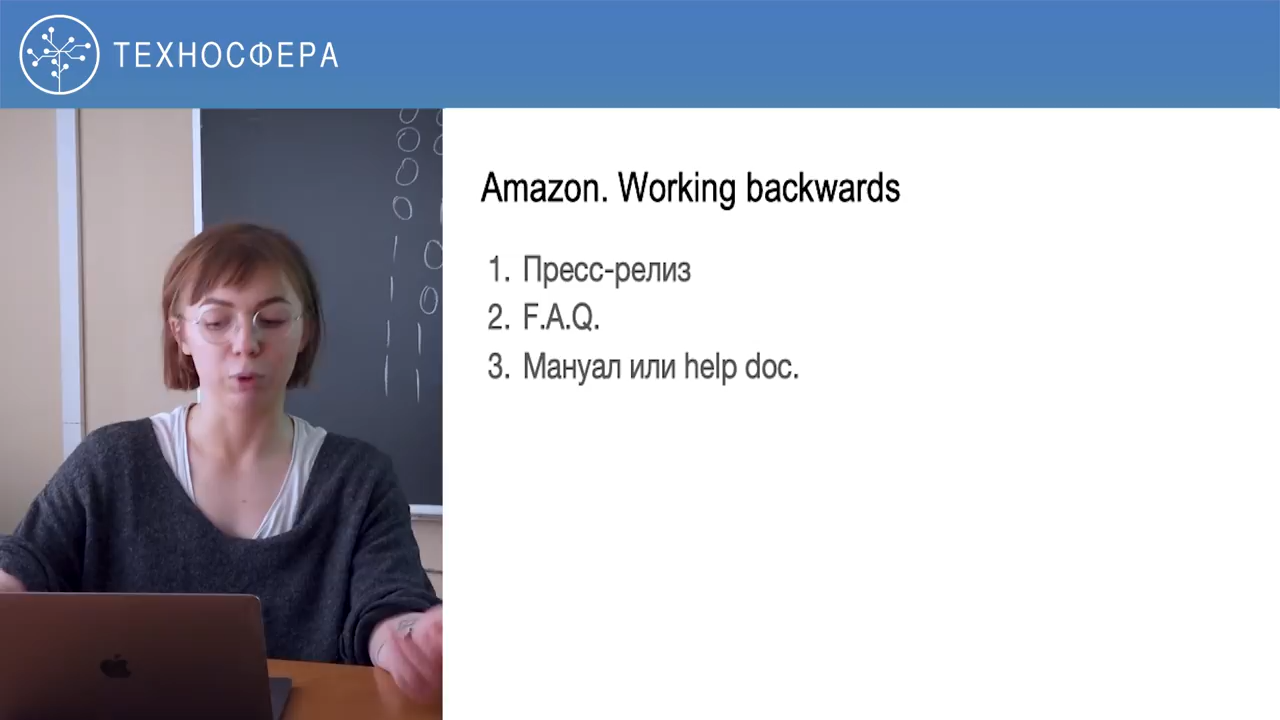 ТЕХНОСФЕРА
Amazon. Working backwards
1. Пресс-релиз
2. F.A.Q.
3. Мануал или help doc.